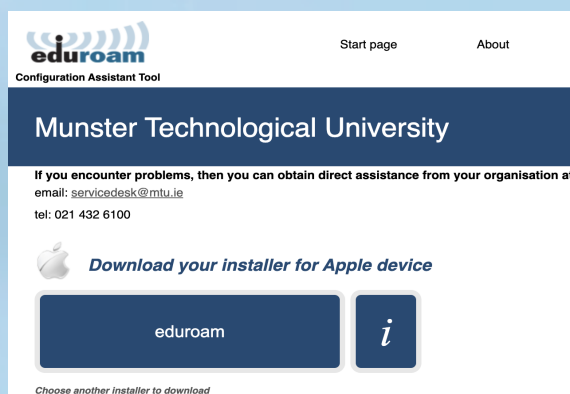 eduroam
Start page
About
Configuration Assistant Tool
Munster Technological University
If you encounter problems, then you can obtain direct assistance from your organisation
email: servicedesk@mtu.ie
tel: 021 432 6100
Download your installer for Apple device
eduroam
i
Choose another installer to download